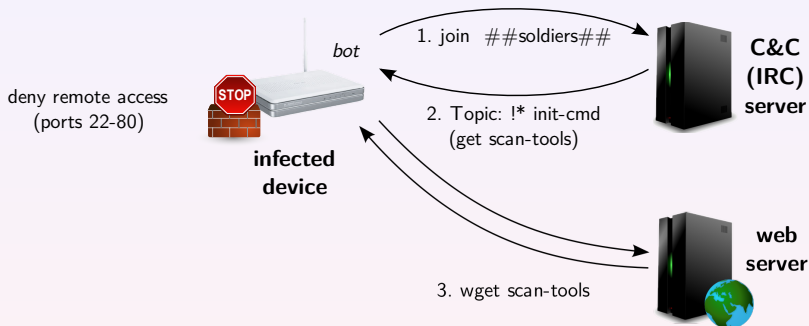 bot
1. join ##soldiers##
C&C
(IRC)
server
STOP
deny remote access
(ports 22-80)
2. Topic: !* init-cmd
(get scan-tools)
infected
device
web
server
3. wget scan-tools